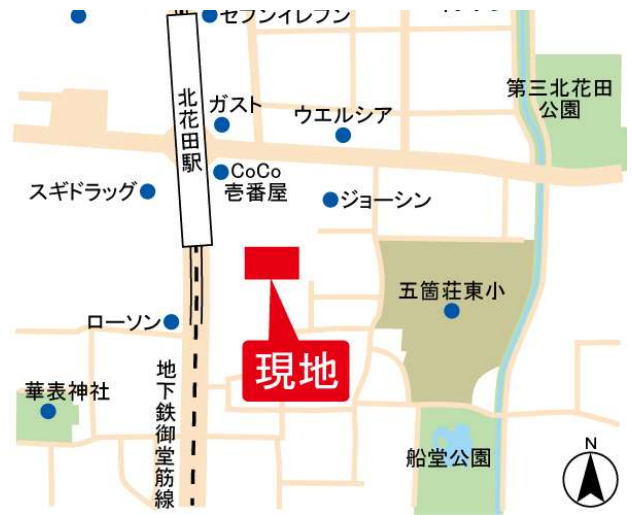 セブンイレブン
第三北花田
公園
北花田駅
ガスト
ウエルシア
CoCo
壱番屋
スギドラッグ
ジョーシン
五箇荘東小
ローソン
現地
華表神社
地下鉄御堂筋線
船堂公園
N